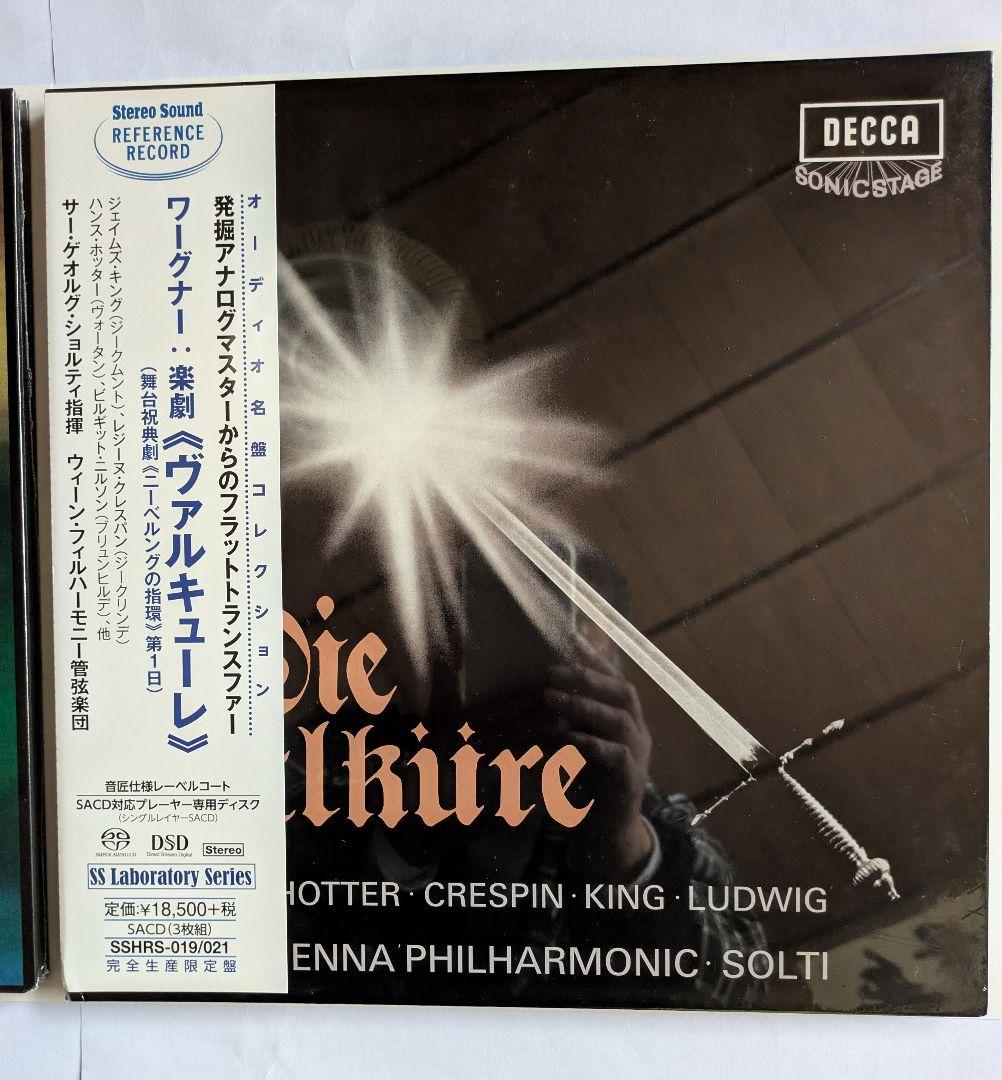 Stereo Sound
REFERENCE
RECORD
オーディオ名盤コレクション
発掘アナログマスターからのフラットトランスファー
ワーグナー：楽劇《ヴァルキューレ》
（舞台祝典劇《ニーベルングの指環》第1日）
ジェイムズ・キング（ジークムント）、レジーヌ・クレスパン（ジークリンデ）
ハンス・ホッター（ヴォータン）、ビルギット・ニルソン（ブリュンヒルデ）、他
サー・ゲオルグ・ショルティ指揮 ウィーン・フィルハーモニー管弦楽団
音匠仕様レーベルコート
SACD対応プレーヤー専用ディスク
（シングルレイヤーSACD）
SUPER AUDIO CD
DSD
Direct Stream Digital
Stereo
SS Laboratory Series
定価:¥18,500+税
SACD（3枚組）
SSHRS-019/021
完全生産限定盤
DECCA
SONICSTAGE
Die
lküre
HOTTER · CRESPIN · KING · LUDWIG
ENNA PHILHARMONIC · SOLTI